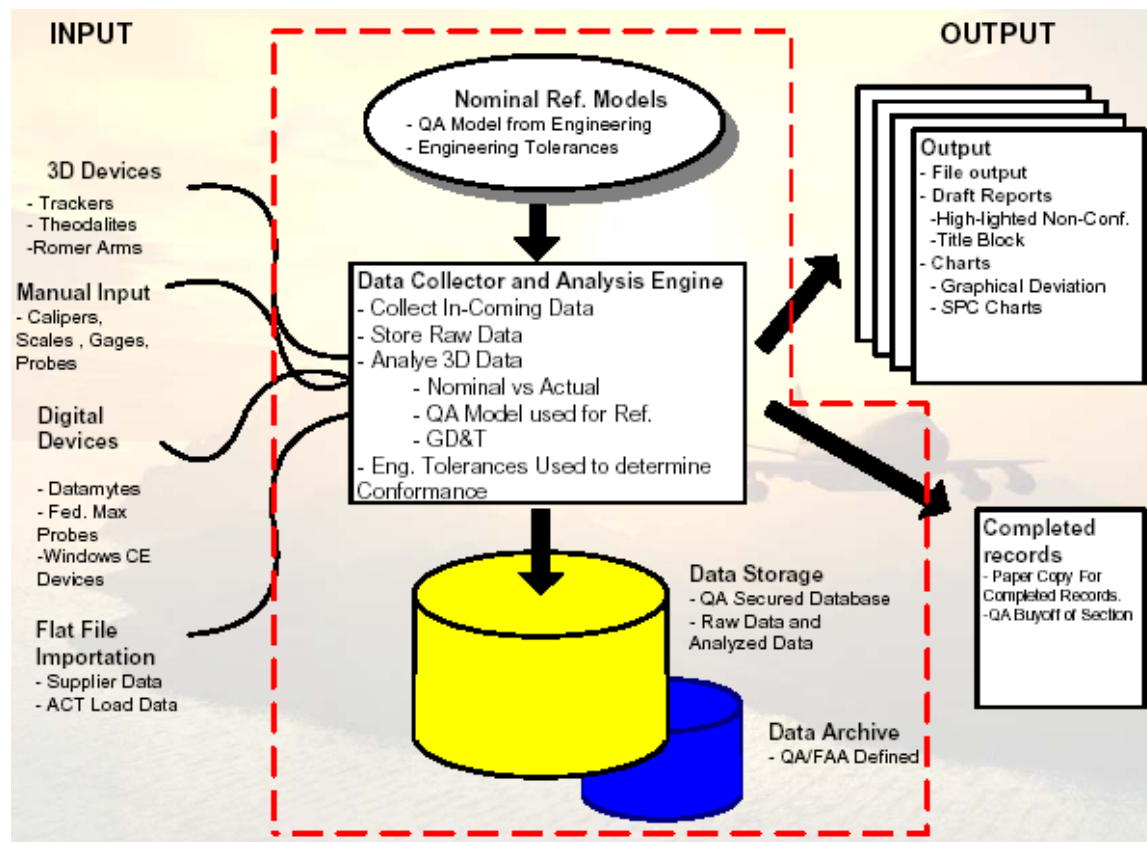 INPUT
3D Devices
- Trackers
- Theodalites
-Romer Arms
Manual Input
- Calipers,
Scales , Gages,
Probes
Digital
Devices
- Datamytes
- Fed. Max
Probes
-Windows CE
Devices
Flat File
Importation
- Supplier Data
- ACT Load Data
Nominal Ref. Models
- QA Model from Engineering
- Engineering Tolerances
Data Collector and Analysis Engine
- Collect In-Coming Data
- Store Raw Data
- Analye 3D Data
- Nominal vs Actual
- QA Model used for Ref.
- GD&T
- Eng. Tolerances Used to determine
Conformance
Data Storage
- QA Secured Database
- Raw Data and
Analyzed Data
Data Archive
- QA/FAA Defined
OUTPUT
Output
- File output
- Draft Reports
-High-lighted Non-Conf.
-Title Block
- Charts
- Graphical Deviation
- SPC Charts
Completed
records
- Paper Copy For
Completed Records.
-QA Buyoff of Section